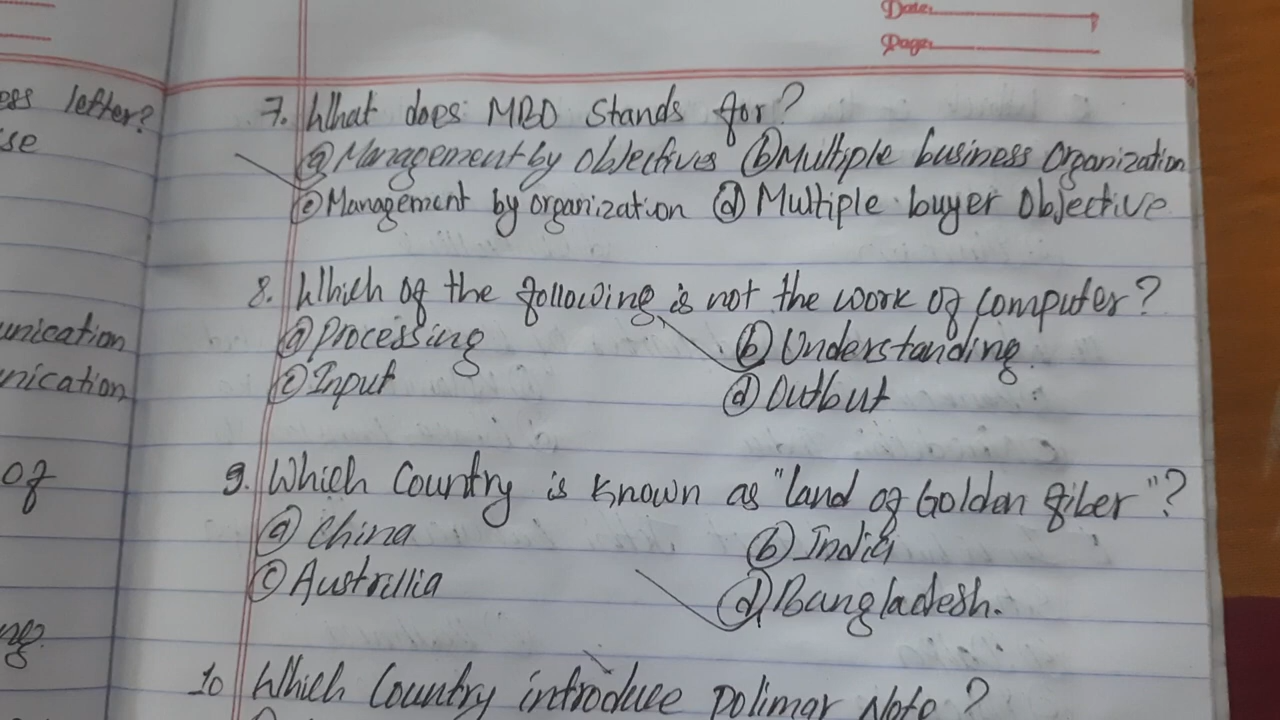 Date:
Page:
ess letter?
se
unication
nication
of
ng.
7. What does MBO Stands for?
(a) Management by objectives (b) Multiple business Organization
(c) Management by organization (d) Multiple buyer Objective
8. Which of the following is not the work of Computer?
(a) Processing (b) Understanding
(c) Input (d) Outbut
9. Which Country is known as "land of Golden fiber"?
(a) China (b) India
(c) Austrillia (d) Bangladesh.
10 Which Country introduce polimar Note?